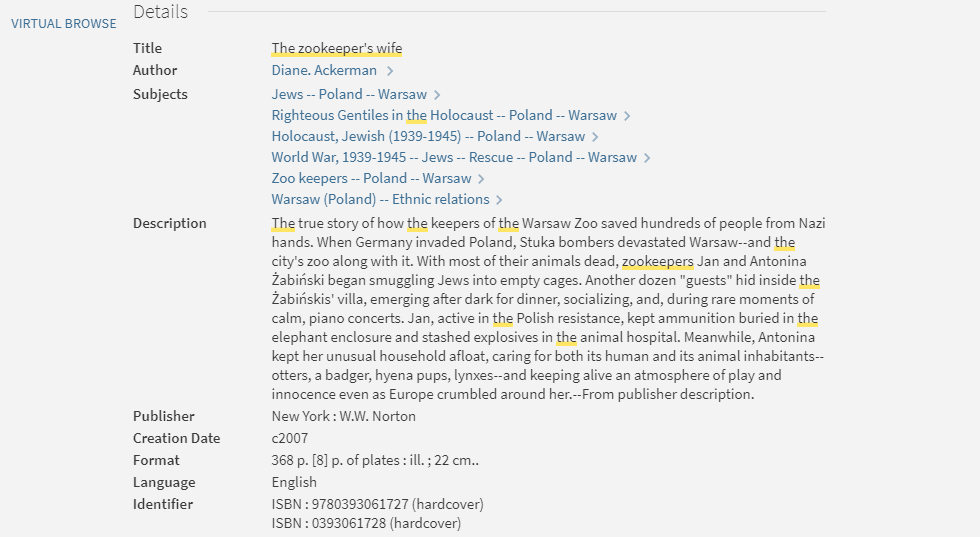 Details
VIRTUAL BROWSE
Title The zookeeper's wife
Author Diane. Ackerman >
Subjects Jews -- Poland -- Warsaw >
Righteous Gentiles in the Holocaust -- Poland -- Warsaw >
Holocaust, Jewish (1939-1945) -- Poland -- Warsaw >
World War, 1939-1945 -- Jews -- Rescue -- Poland -- Warsaw >
Zoo keepers -- Poland -- Warsaw >
Warsaw (Poland) -- Ethnic relations >
Description The true story of how the keepers of the Warsaw Zoo saved hundreds of people from Nazi
hands. When Germany invaded Poland, Stuka bombers devastated Warsaw--and the
city's zoo along with it. With most of their animals dead, zookeepers Jan and Antonina
Żabiński began smuggling Jews into empty cages. Another dozen "guests" hid inside the
Żabińskis' villa, emerging after dark for dinner, socializing, and, during rare moments of
calm, piano concerts. Jan, active in the Polish resistance, kept ammunition buried in the
elephant enclosure and stashed explosives in the animal hospital. Meanwhile, Antonina
kept her unusual household afloat, caring for both its human and its animal inhabitants--
otters, a badger, hyena pups, lynxes--and keeping alive an atmosphere of play and
innocence even as Europe crumbled around her.--From publisher description.
Publisher New York : W.W. Norton
Creation Date c2007
Format 368 p. [8] p. of plates : ill. ; 22 cm..
Language English
Identifier ISBN : 9780393061727 (hardcover)
ISBN : 0393061728 (hardcover)